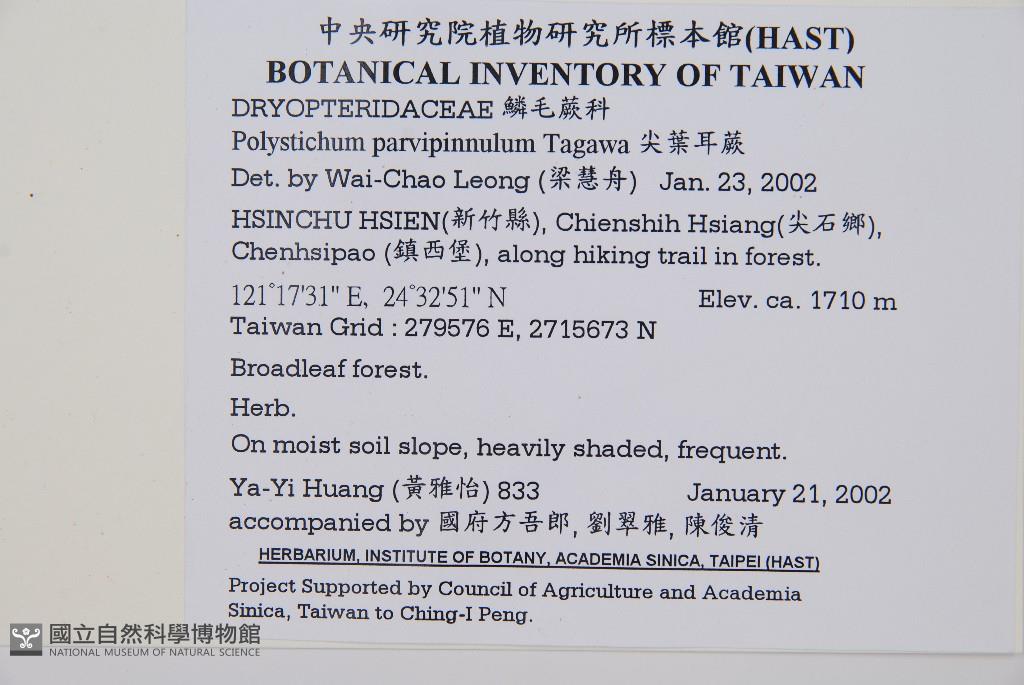 中央研究院植物研究所標本館(HAST)
BOTANICAL INVENTORY OF TAIWAN
DRYOPTERIDACEAE 鱗毛蕨科
Polystichum parvipinnulum Tagawa 尖葉耳蕨
Det. by Wai-Chao Leong (梁慧舟) Jan. 23, 2002
HSINCHU HSIEN(新竹縣), Chienshih Hsiang(尖石鄉),
Chenhsipao (鎮西堡), along hiking trail in forest.
121°17'31" E, 24°32'51" N Elev. ca. 1710 m
Taiwan Grid : 279576 E, 2715673 N
Broadleaf forest.
Herb.
On moist soil slope, heavily shaded, frequent.
Ya-Yi Huang (黃雅怡) 833 January 21, 2002
accompanied by 國府方吾郎, 劉翠雅, 陳俊清
HERBARIUM, INSTITUTE OF BOTANY, ACADEMIA SINICA, TAIPEI (HAST)
Project Supported by Council of Agriculture and Academia
Sinica, Taiwan to Ching-I Peng.
國立自然科學博物館
NATIONAL MUSEUM OF NATURAL SCIENCE